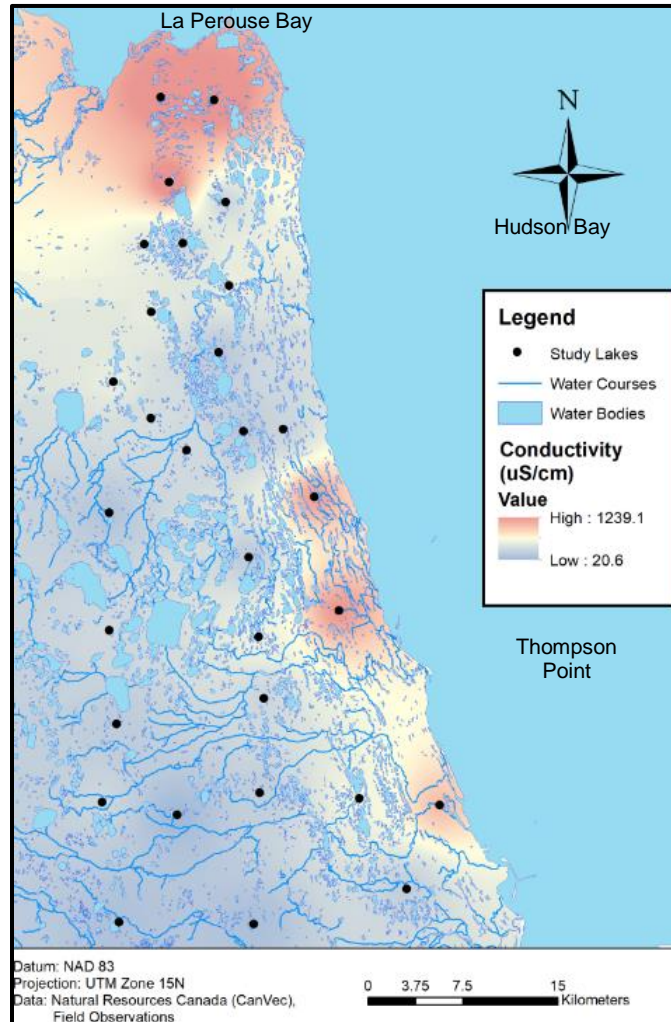 La Perouse Bay
N
Hudson Bay
Legend
Study Lakes
Water Courses
Water Bodies
Conductivity
(uS/cm)
Value
High : 1239.1
Low : 20.6
Thompson
Point
Datum: NAD 83
Projection: UTM Zone 15N
Data: Natural Resources Canada (CanVec),
Field Observations
0 3.75 7.5 15
Kilometers